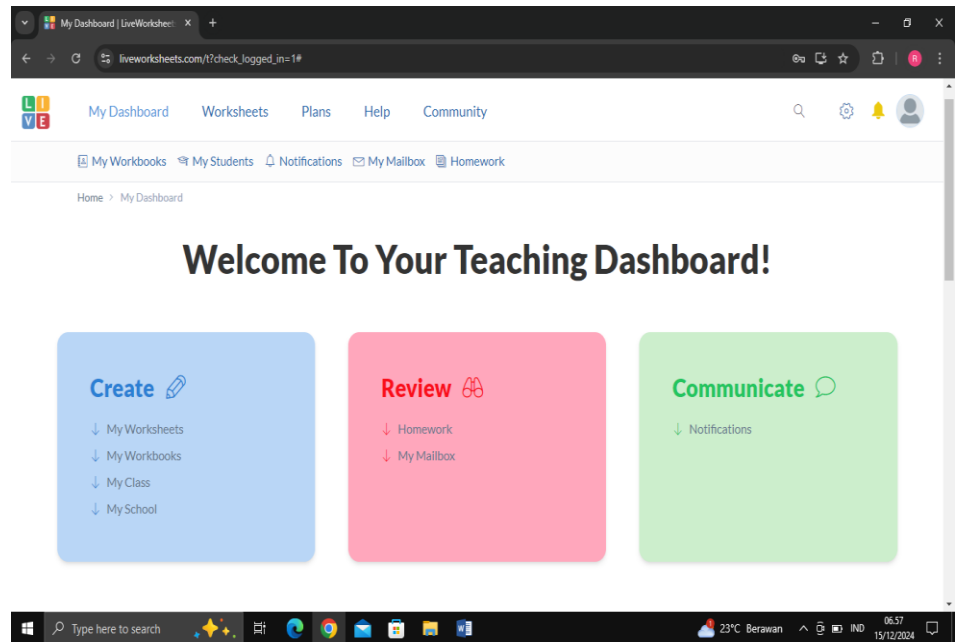 My Dashboard | LiveWorksheet
liveworksheets.com/t?check_logged_in=1#
R
LIVE
My Dashboard Worksheets Plans Help Community
My Workbooks My Students Notifications My Mailbox Homework
Home > My Dashboard
Welcome To Your Teaching Dashboard!
Create
My Worksheets
My Workbooks
My Class
My School
Review
Homework
My Mailbox
Communicate
Notifications
Type here to search
23°C Berawan
IND
06.57
15/12/2024